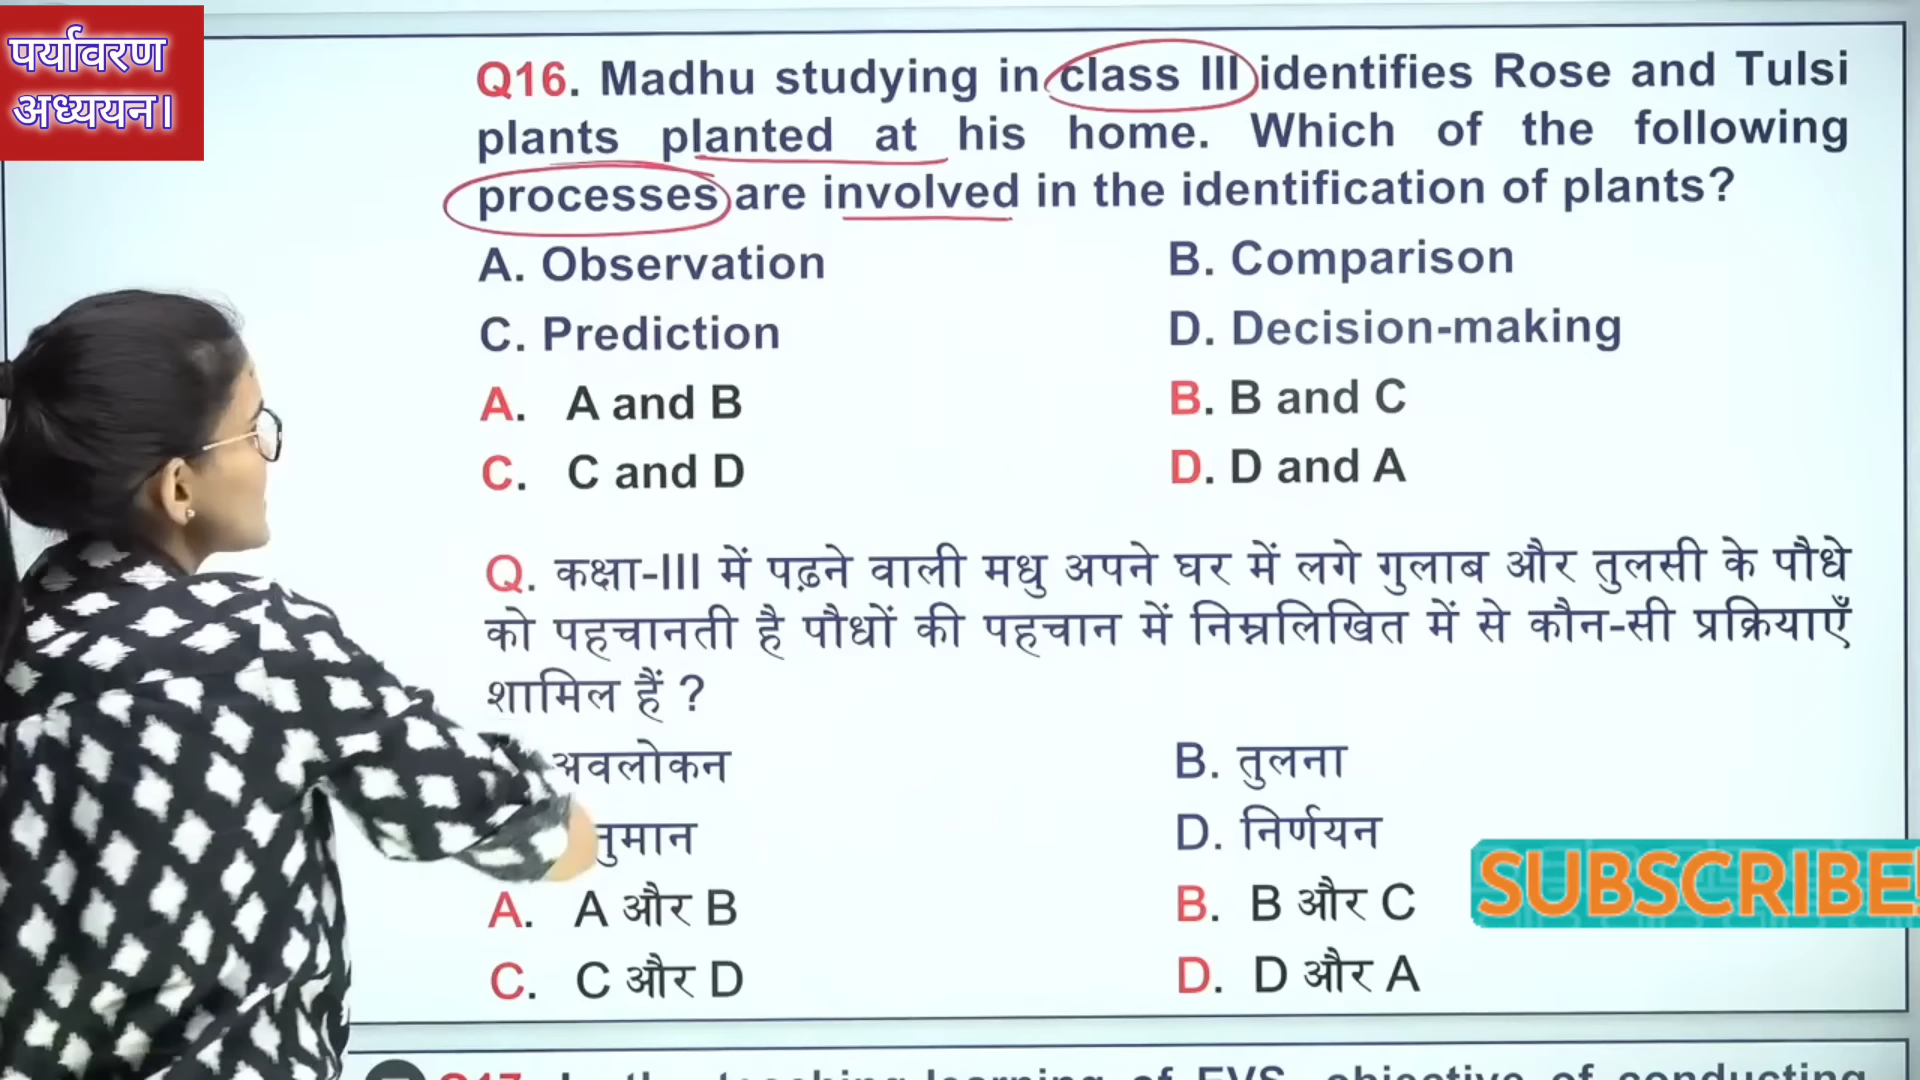 पर्यावरण
अध्ययन।
Q16. Madhu studying in class III identifies Rose and Tulsi
plants planted at his home. Which of the following
processes are involved in the identification of plants?
A. Observation B. Comparison
C. Prediction D. Decision-making
A. A and B B. B and C
C. C and D D. D and A
Q. कक्षा-III में पढ़ने वाली मधु अपने घर में लगे गुलाब और तुलसी के पौधे
को पहचानती है पौधों की पहचान में निम्नलिखित में से कौन-सी प्रक्रियाएँ
शामिल हैं ?
अवलोकन B. तुलना
D. निर्णयन
SUBSCRIBE
A. A और B B. B और C
C. C और D D. D और A